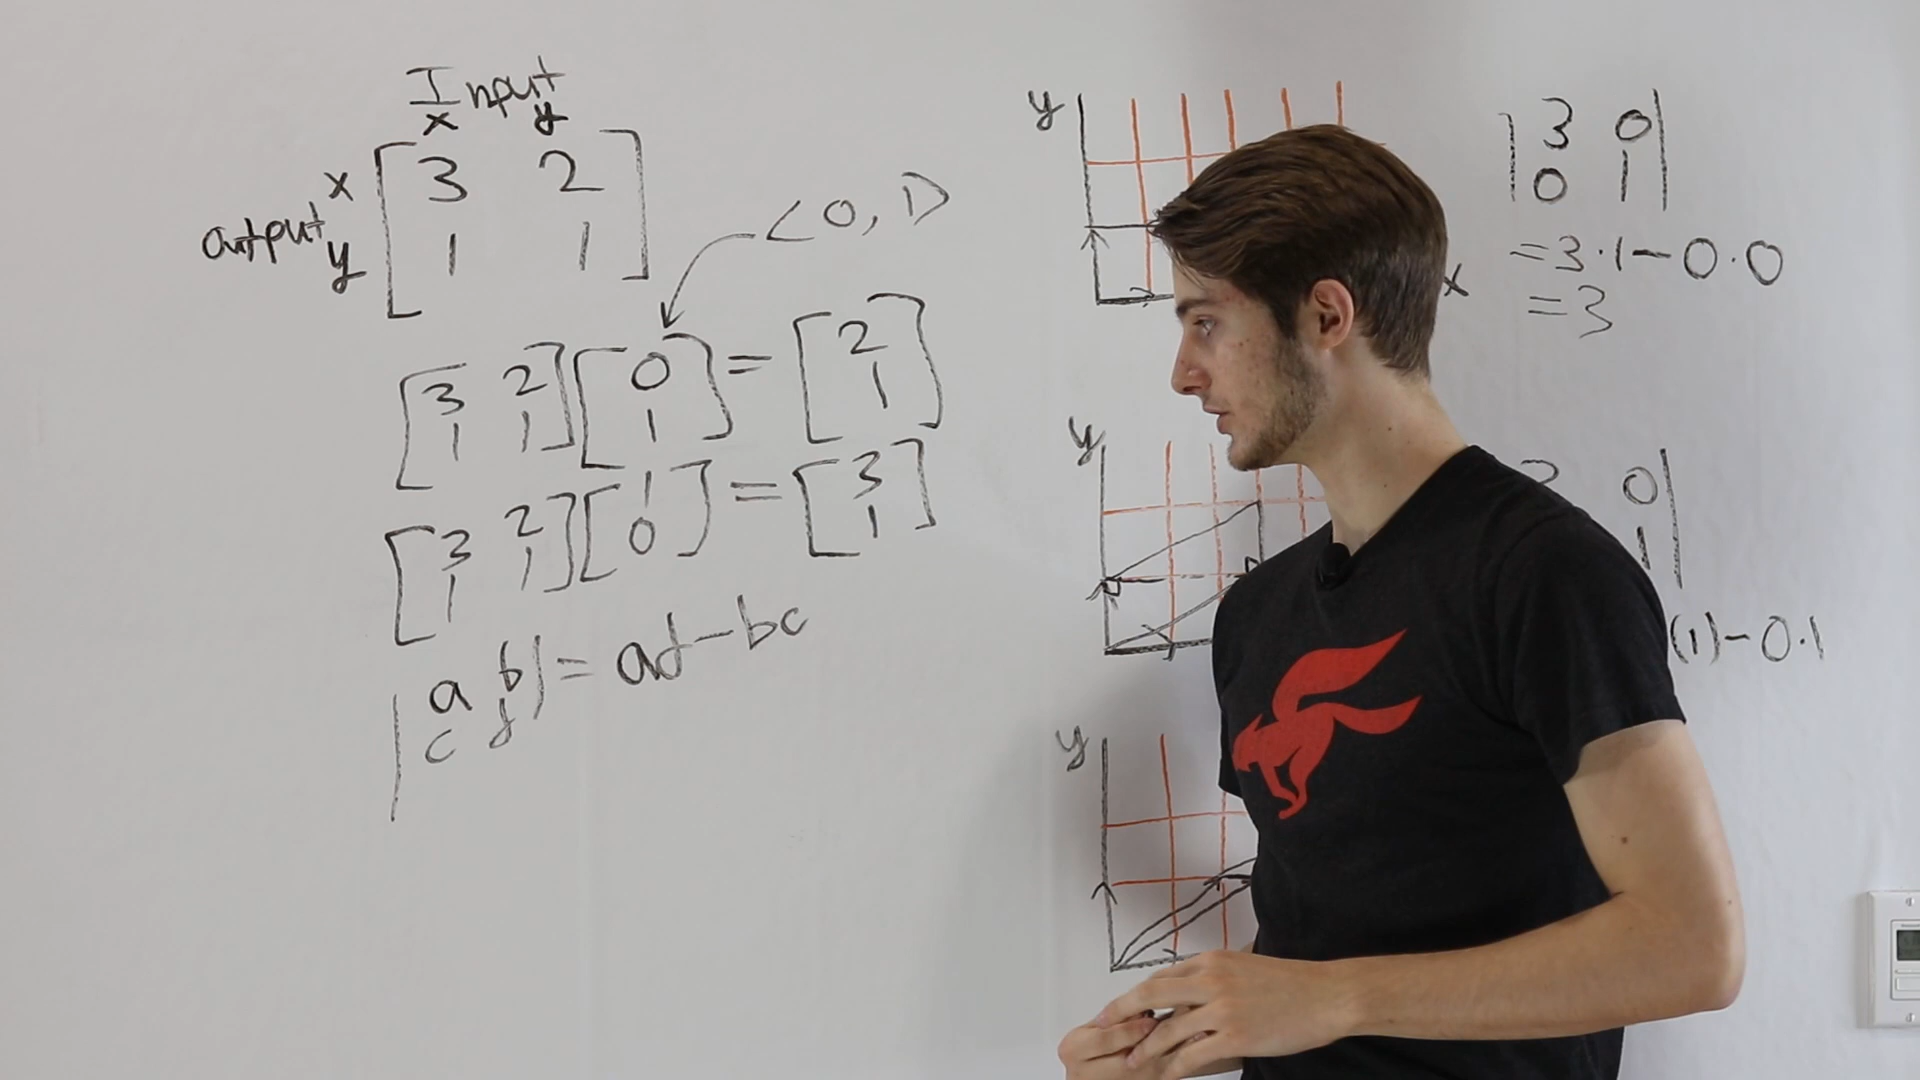 Input
x y
x [ 3 2 ]
output y [ 1 1 ]
<0, 1>
[ 3 2 ] [ 0 ] = [ 2 ]
[ 1 1 ] [ 1 ] [ 1 ]
[ 3 2 ] [ 1 ] = [ 3 ]
[ 1 1 ] [ 0 ] [ 1 ]
| a b | = ad-bc
| c d |
y
x
| 3 0 |
| 0 1 |
=3·1-0·0
=3
y
0 |
1 |
(1)-0·1
y